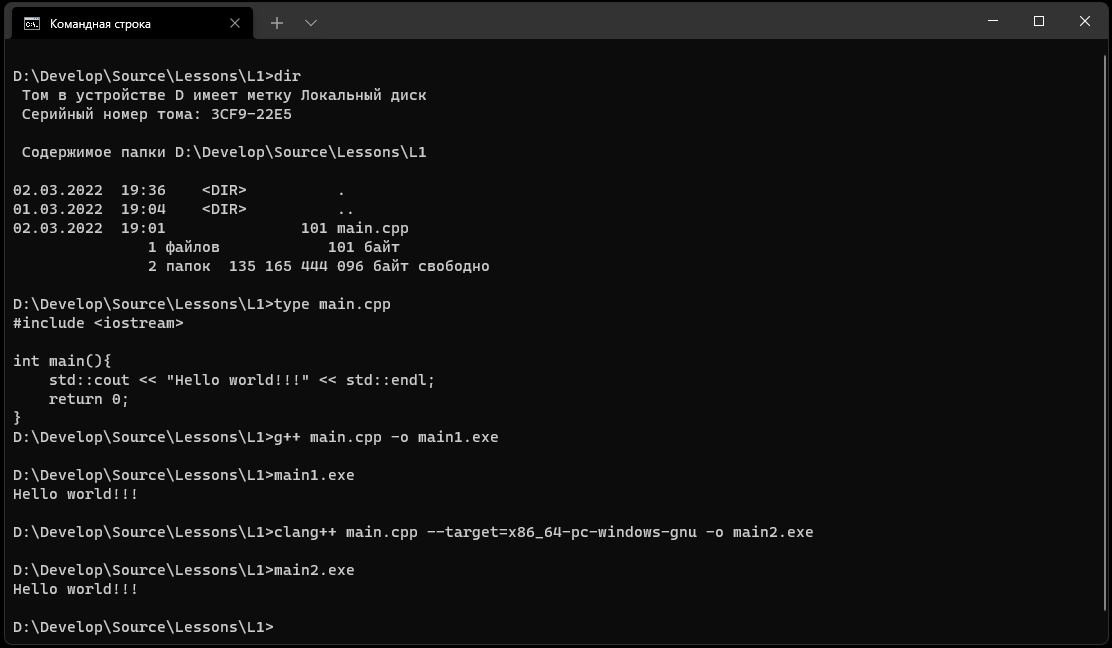 Командная строка
D:\Develop\Source\Lessons\L1>dir
 Том в устройстве D имеет метку Локальный диск
 Серийный номер тома: 3CF9-22E5

 Содержимое папки D:\Develop\Source\Lessons\L1

02.03.2022  19:36    <DIR>          .
01.03.2022  19:04    <DIR>          ..
02.03.2022  19:01               101 main.cpp
               1 файлов            101 байт
               2 папок  135 165 444 096 байт свободно

D:\Develop\Source\Lessons\L1>type main.cpp
#include <iostream>

int main(){
    std::cout << "Hello world!!!" << std::endl;
    return 0;
}
D:\Develop\Source\Lessons\L1>g++ main.cpp -o main1.exe

D:\Develop\Source\Lessons\L1>main1.exe
Hello world!!!

D:\Develop\Source\Lessons\L1>clang++ main.cpp --target=x86_64-pc-windows-gnu -o main2.exe

D:\Develop\Source\Lessons\L1>main2.exe
Hello world!!!

D:\Develop\Source\Lessons\L1>